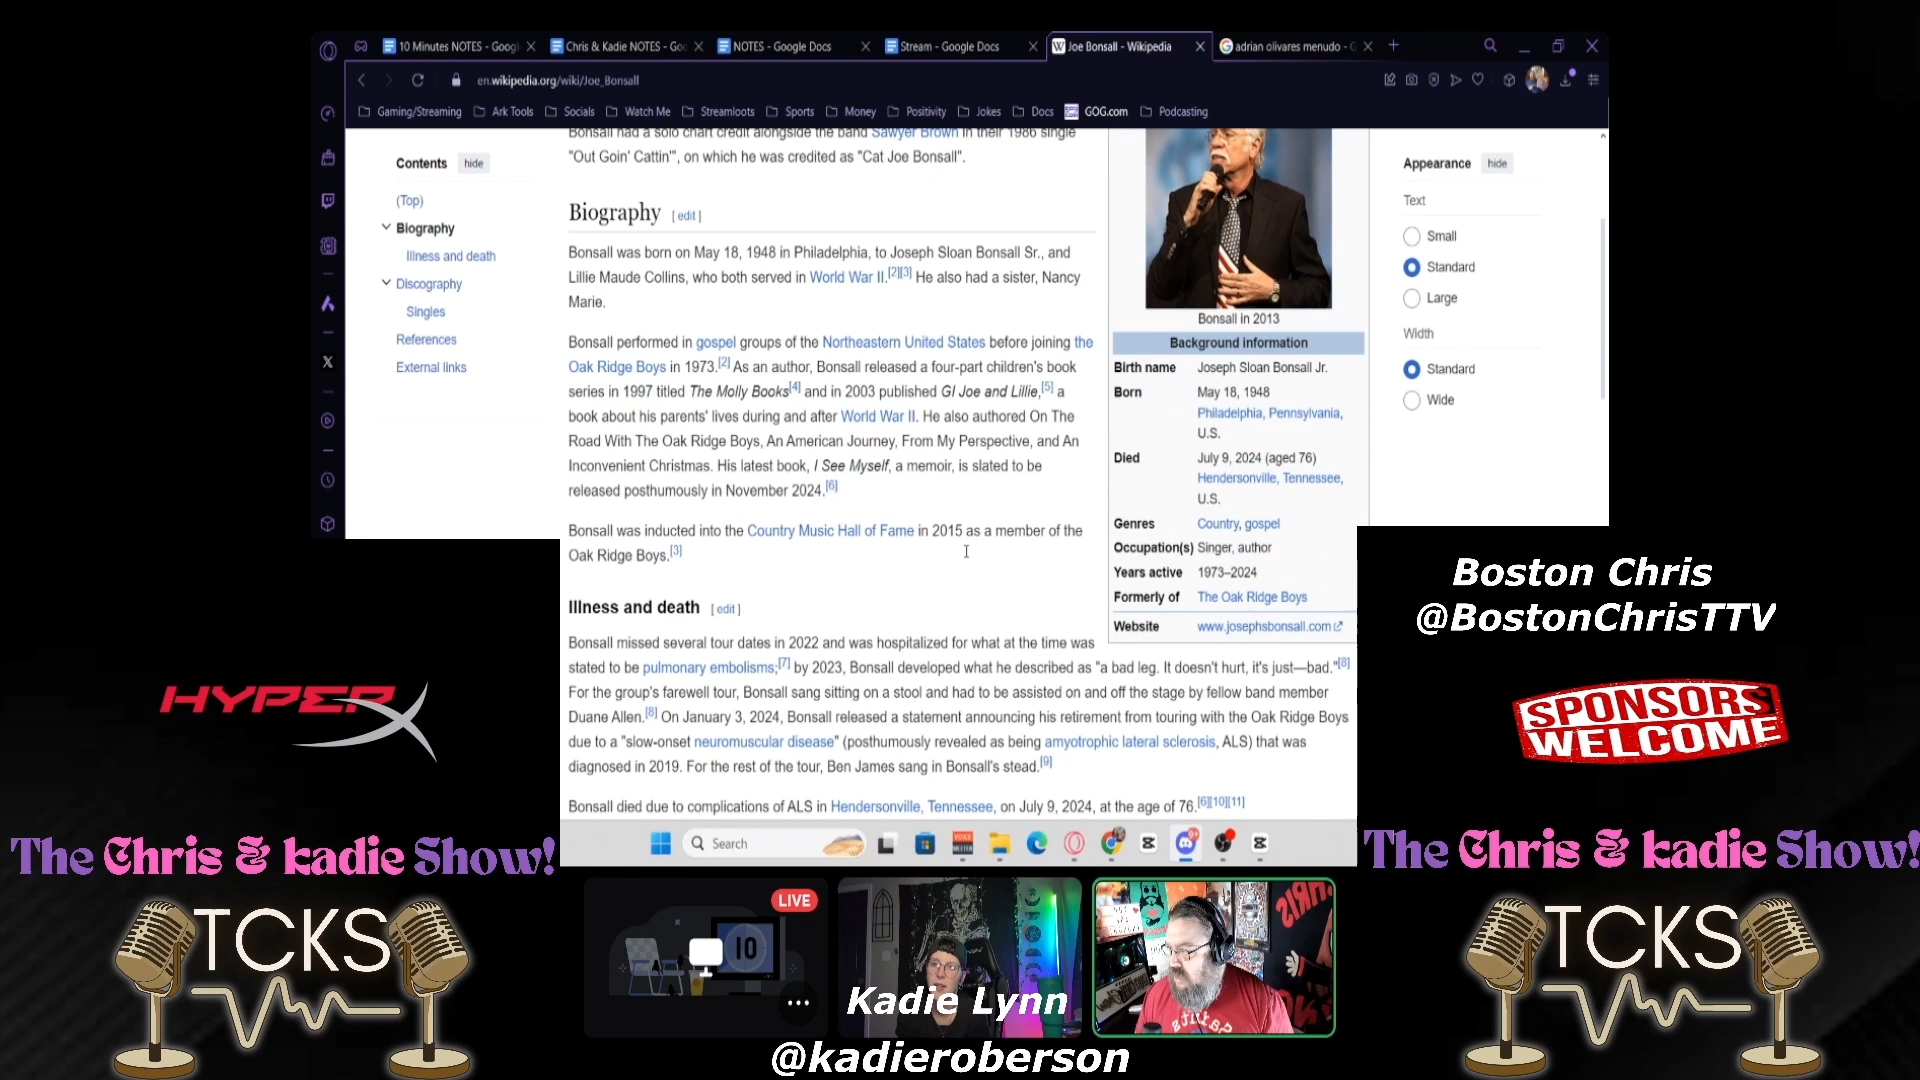 10 Minutes NOTES - Googl
Chris & Kadie NOTES - Goo
NOTES - Google Docs
Stream - Google Docs
Joe Bonsall - Wikipedia
adrian olivares menudo - G
en.wikipedia.org/wiki/Joe_Bonsall
Gaming/Streaming
Ark Tools
Socials
Watch Me
Streamloots
Sports
Money
Positivity
Jokes
Docs
GOG.com
Podcasting
Contents hide
(Top)
Biography
Illness and death
Discography
Singles
References
External links
Bonsall had a solo chart credit alongside the band Sawyer Brown in their 1986 single
"Out Goin' Cattin'", on which he was credited as "Cat Joe Bonsall".
Biography [ edit ]
Bonsall was born on May 18, 1948 in Philadelphia, to Joseph Sloan Bonsall Sr., and
Lillie Maude Collins, who both served in World War II.[2][3] He also had a sister, Nancy
Marie.
Bonsall performed in gospel groups of the Northeastern United States before joining the
Oak Ridge Boys in 1973.[2] As an author, Bonsall released a four-part children's book
series in 1997 titled The Molly Books[4] and in 2003 published GI Joe and Lillie,[5] a
book about his parents' lives during and after World War II. He also authored On The
Road With The Oak Ridge Boys, An American Journey, From My Perspective, and An
Inconvenient Christmas. His latest book, I See Myself, a memoir, is slated to be
released posthumously in November 2024.[6]
Bonsall was inducted into the Country Music Hall of Fame in 2015 as a member of the
Oak Ridge Boys.[3]
Illness and death [ edit ]
Bonsall missed several tour dates in 2022 and was hospitalized for what at the time was
stated to be pulmonary embolisms;[7] by 2023, Bonsall developed what he described as "a bad leg. It doesn't hurt, it's just—bad."[8]
For the group's farewell tour, Bonsall sang sitting on a stool and had to be assisted on and off the stage by fellow band member
Duane Allen.[8] On January 3, 2024, Bonsall released a statement announcing his retirement from touring with the Oak Ridge Boys
due to a "slow-onset neuromuscular disease" (posthumously revealed as being amyotrophic lateral sclerosis, ALS) that was
diagnosed in 2019. For the rest of the tour, Ben James sang in Bonsall's stead.[9]
Bonsall died due to complications of ALS in Hendersonville, Tennessee, on July 9, 2024, at the age of 76.[6][10][11]
Bonsall in 2013
Background information
Birth name Joseph Sloan Bonsall Jr.
Born May 18, 1948
Philadelphia, Pennsylvania,
U.S.
Died July 9, 2024 (aged 76)
Hendersonville, Tennessee,
U.S.
Genres Country, gospel
Occupation(s) Singer, author
Years active 1973–2024
Formerly of The Oak Ridge Boys
Website www.josephsbonsall.com
Appearance hide
Text
Small
Standard
Large
Width
Standard
Wide
Search
Boston Chris
@BostonChrisTTV
HYPERX
SPONSORS
WELCOME
The Chris & kadie Show!
The Chris & kadie Show!
TCKS
TCKS
LIVE
10
Kadie Lynn
@kadieroberson